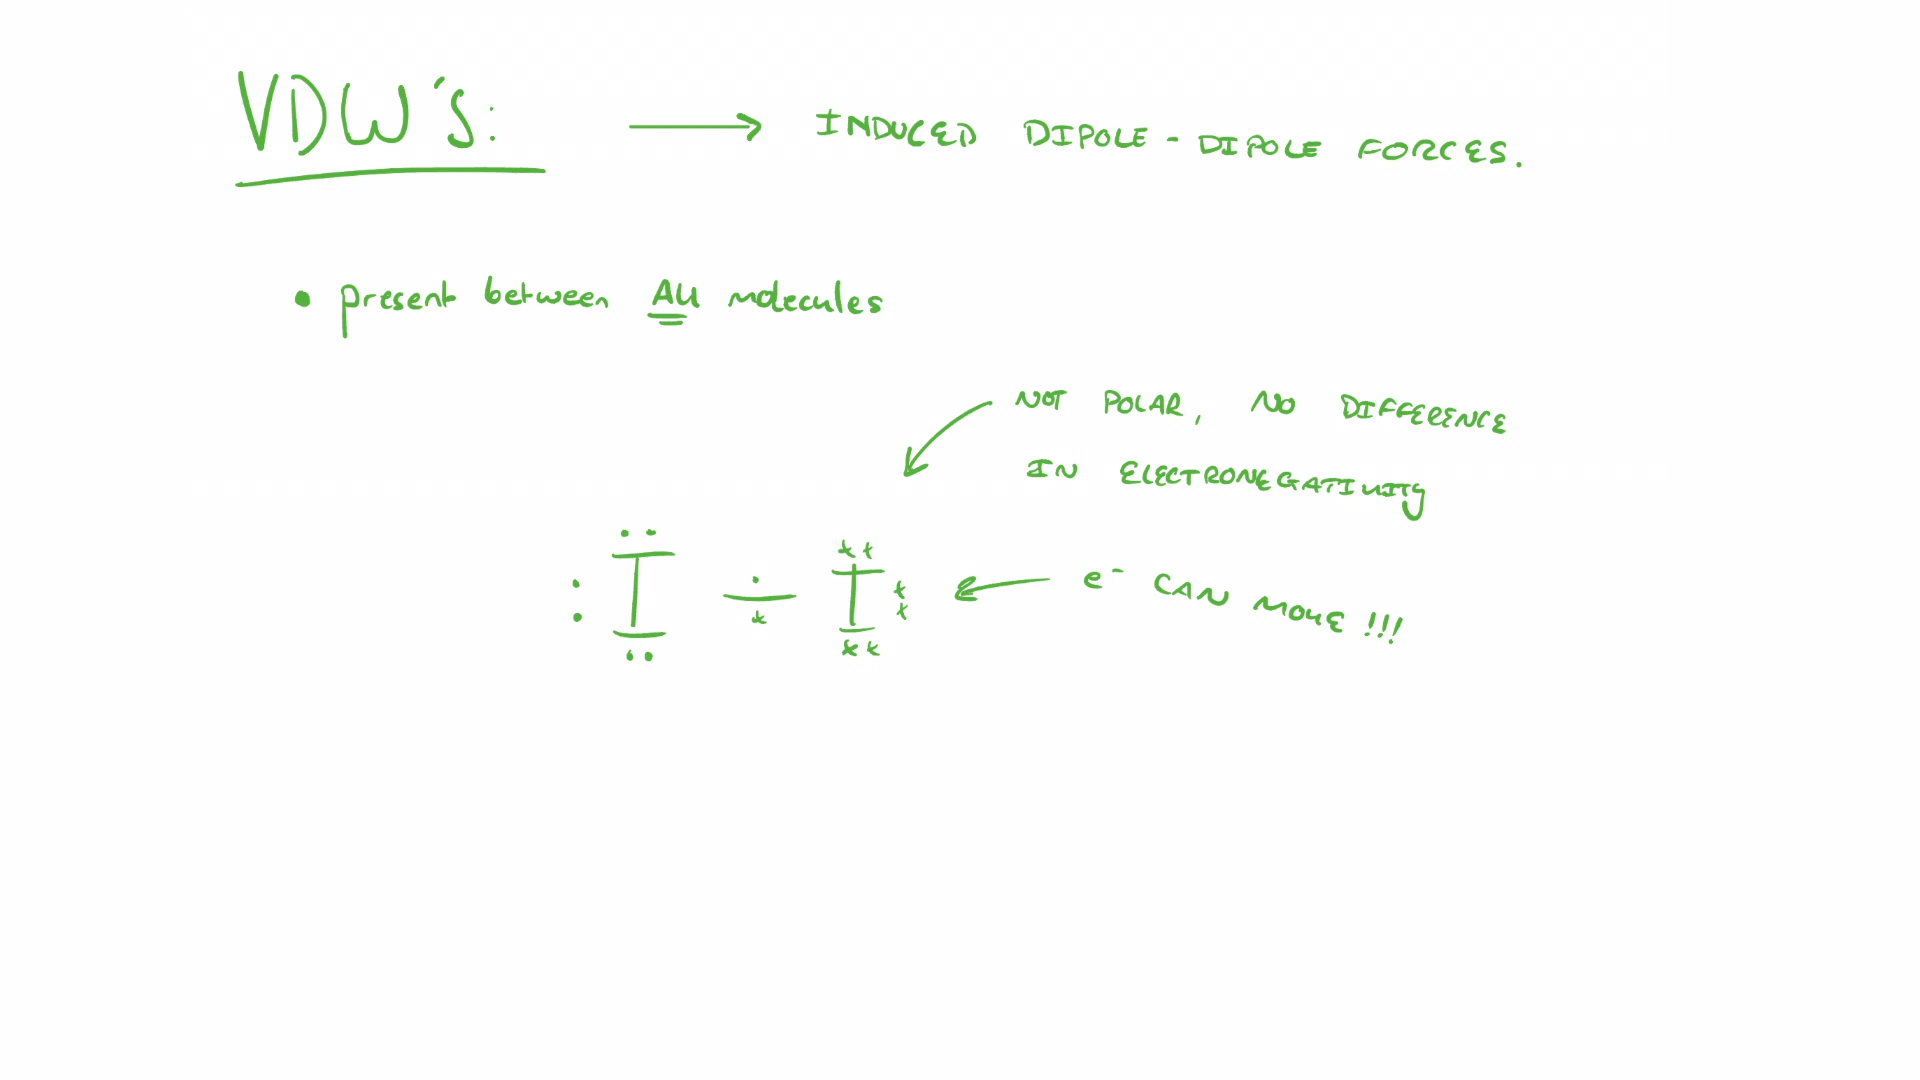 VDW'S: → INDUCED DIPOLE - DIPOLE FORCES.
• present between All molecules
NOT POLAR, NO DIFFERENCE
IN ELECTRONEGATIVITY
I — I
e⁻ CAN MOVE !!!